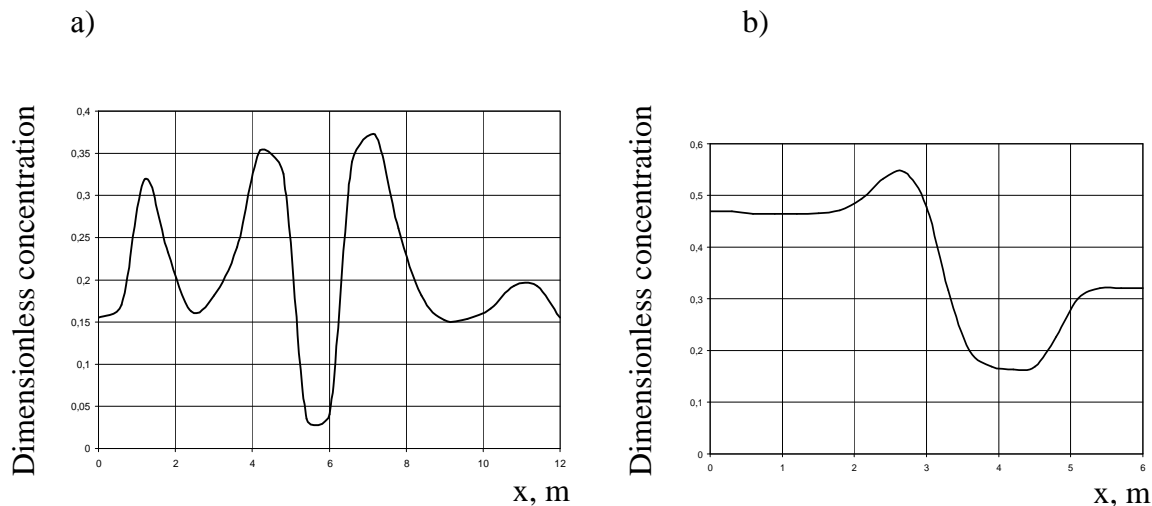 a)
Dimensionless concentration
0,4
0,35
0,3
0,25
0,2
0,15
0,1
0,05
0
0 2 4 6 8 10 12
x, m
b)
Dimensionless concentration
0,6
0,5
0,4
0,3
0,2
0,1
0
0 1 2 3 4 5 6
x, m